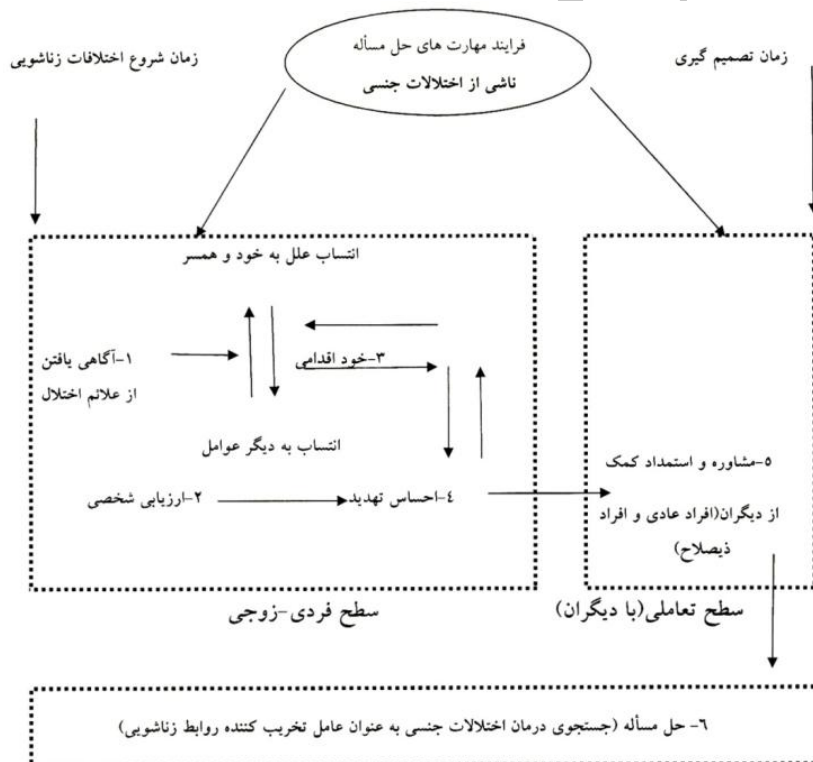 فرایند مهارت های حل مسأله
ناشی از اختلالات جنسی
زمان تصمیم گیری
زمان شروع اختلافات زناشویی
انتساب علل به خود و همسر
۱-آگاهی یافتن
از علائم اختلال
۳-خود اقدامی
انتساب به دیگر عوامل
۲-ارزیابی شخصی
٤-احساس تهدید
۵-مشاوره و استمداد کمک
از دیگران(افراد عادی و افراد
ذیصلاح)
سطح فردی-زوجی
سطح تعاملی(با دیگران)
٦- حل مسأله (جستجوی درمان اختلالات جنسی به عنوان عامل تخریب کننده روابط زناشویی)